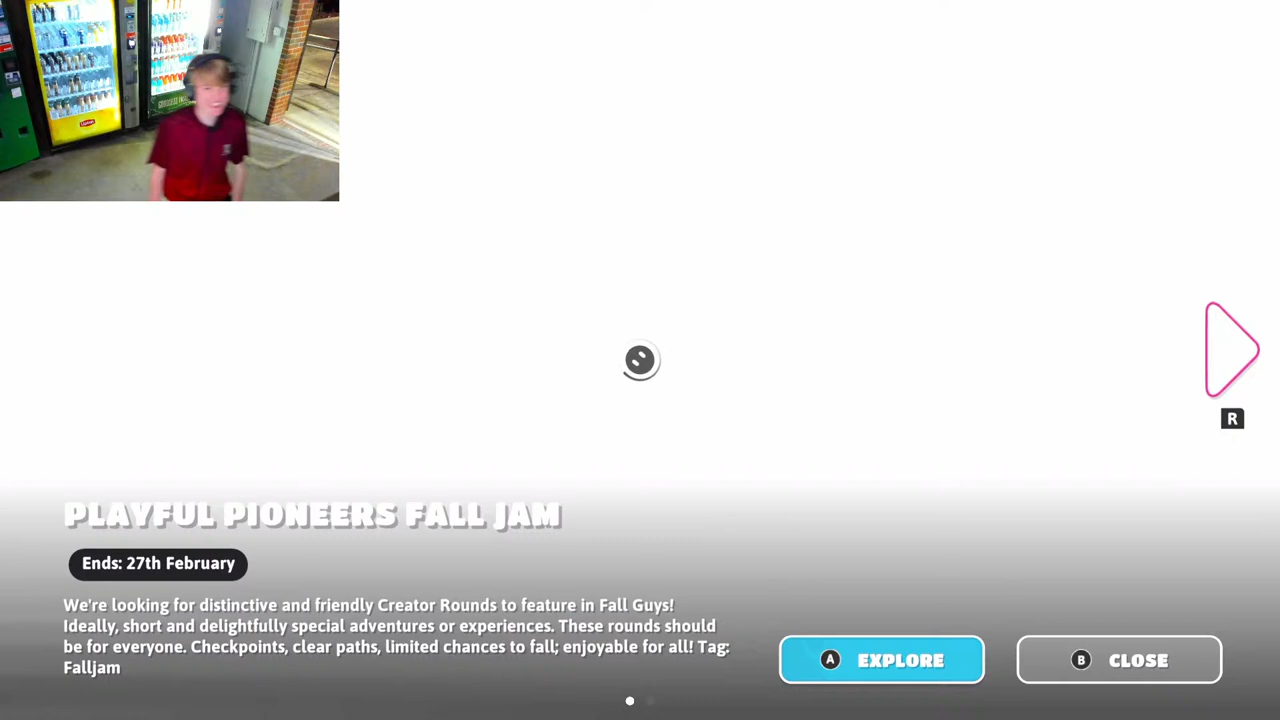 PLAYFUL PIONEERS FALL JAM
Ends: 27th February
We're looking for distinctive and friendly Creator Rounds to feature in Fall Guys!
Ideally, short and delightfully special adventures or experiences. These rounds should
be for everyone. Checkpoints, clear paths, limited chances to fall; enjoyable for all! Tag:
Falljam
R
A EXPLORE
B CLOSE